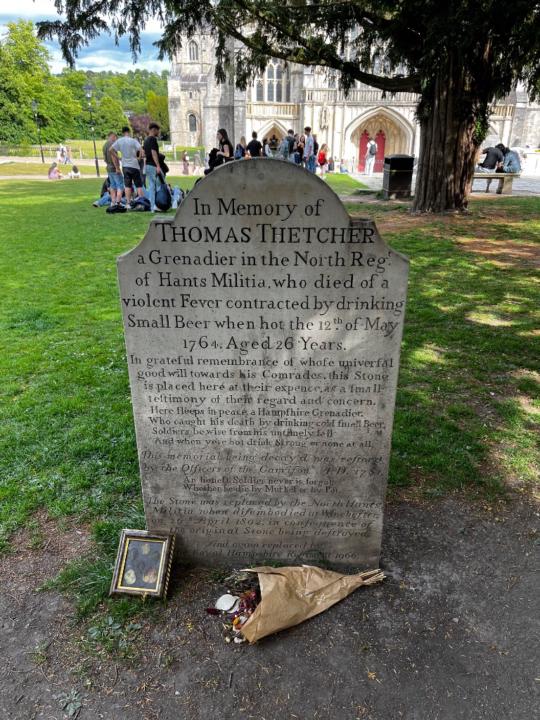 In Memory of
THOMAS THETCHER
a Grenadier in the North Reg.t
of Hants Militia, who died of a
violent Fever contracted by drinking
Small Beer when hot the 12.th of May
1764. Aged 26 Years.
In grateful remembrance of whoſe univerſal
good will towards his Comrades, this Stone
is placed here at their expence, as a ſmall
teſtimony of their regard and concern.
Here ſleeps in peace a Hampſhire Grenadier,
Who caught his death by drinking cold ſmall Beer,
Soldiers be wiſe from his untimely fall
And when ye're hot drink Strong or none at all.
This memorial being decay'd was reſtor'd
by the Officers of the Garriſon A.D. 1781
An honeſt Soldier never is forgot
Whether he die by Muſket or by Pot.
The Stone was replaced by the North Hants
Militia when diſembodied at Wincheſter
on 26th April 1802, in conſequence of
the original Stone being deſtroyed
And again replaced by
Royal Hampshire Regiment 1966